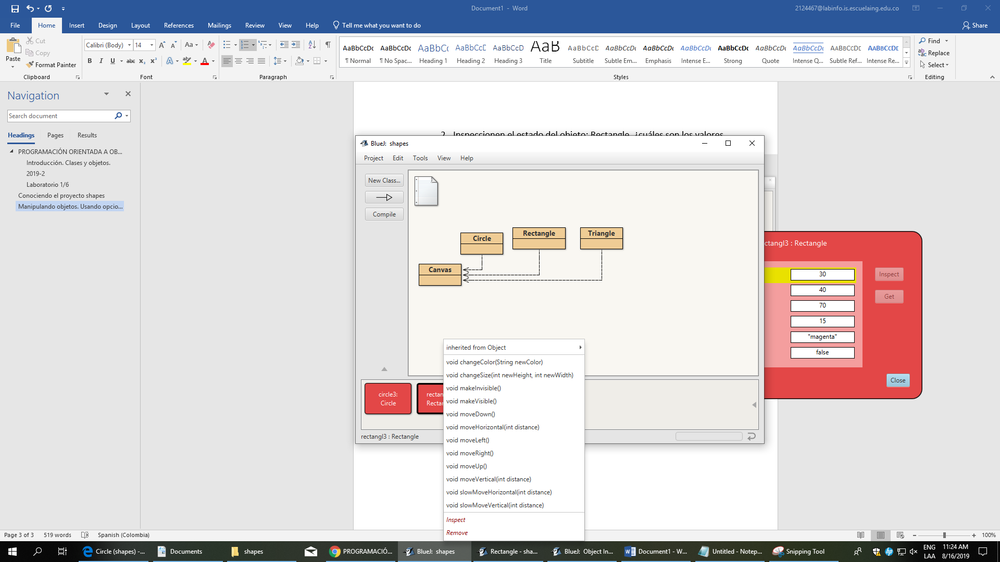 Document1 - Word
2124467@labinfo.is.escuelaing.edu.co
File Home Insert Design Layout References Mailings Review View Help Tell me what you want to do Share
Paste
Cut
Copy
Format Painter
Clipboard
Calibri (Body) 14
Aa
B I U abc x₂ x² A A
Font
Paragraph
AaBbCcDc AaBbCcDc AaBbCc AaBbCcE AaBbCcD AaB AaBbCcD AaBbCcDc AaBbCcDc AaBbCcDc AaBbCcDc AaBbCcDc AaBbCcDc AABBCCDE AABBCCDE
¶ Normal ¶ No Spac... Heading 1 Heading 2 Heading 3 Title Subtitle Subtle Em... Emphasis Intense E... Strong Quote Intense Q... Subtle Ref... Intense Re...
Styles
Find
Replace
Select
Editing
Navigation
Search document
Headings Pages Results
PROGRAMACIÓN ORIENTADA A OB...
Introducción. Clases y objetos.
2019-2
Laboratorio 1/6
Conociendo el proyecto shapes
Manipulando objetos. Usando opcio...
2. Inspeccionen el estado del objeto: Rectangle, ¿cuáles son los valores
BlueJ: shapes
Project Edit Tools View Help
New Class...
Compile
Circle
Rectangle
Triangle
Canvas
inherited from Object
void changeColor(String newColor)
void changeSize(int newHeight, int newWidth)
void makeInvisible()
void makeVisible()
void moveDown()
void moveHorizontal(int distance)
void moveLeft()
void moveRight()
void moveUp()
void moveVertical(int distance)
void slowMoveHorizontal(int distance)
void slowMoveVertical(int distance)
Inspect
Remove
circle3:
Circle
rectan
Rectan
rectangl3 : Rectangle
ctangl3 : Rectangle
30
40
70
15
"magenta"
false
Inspect
Get
Close
Page 3 of 3 519 words Spanish (Colombia)
100%
Circle (shapes) -... Documents shapes PROGRAMACIÓ... BlueJ: shapes Rectangle - sha... BlueJ: Object In... Document1 - W... Untitled - Notep... Snipping Tool
ENG
LAA
11:24 AM
8/16/2019